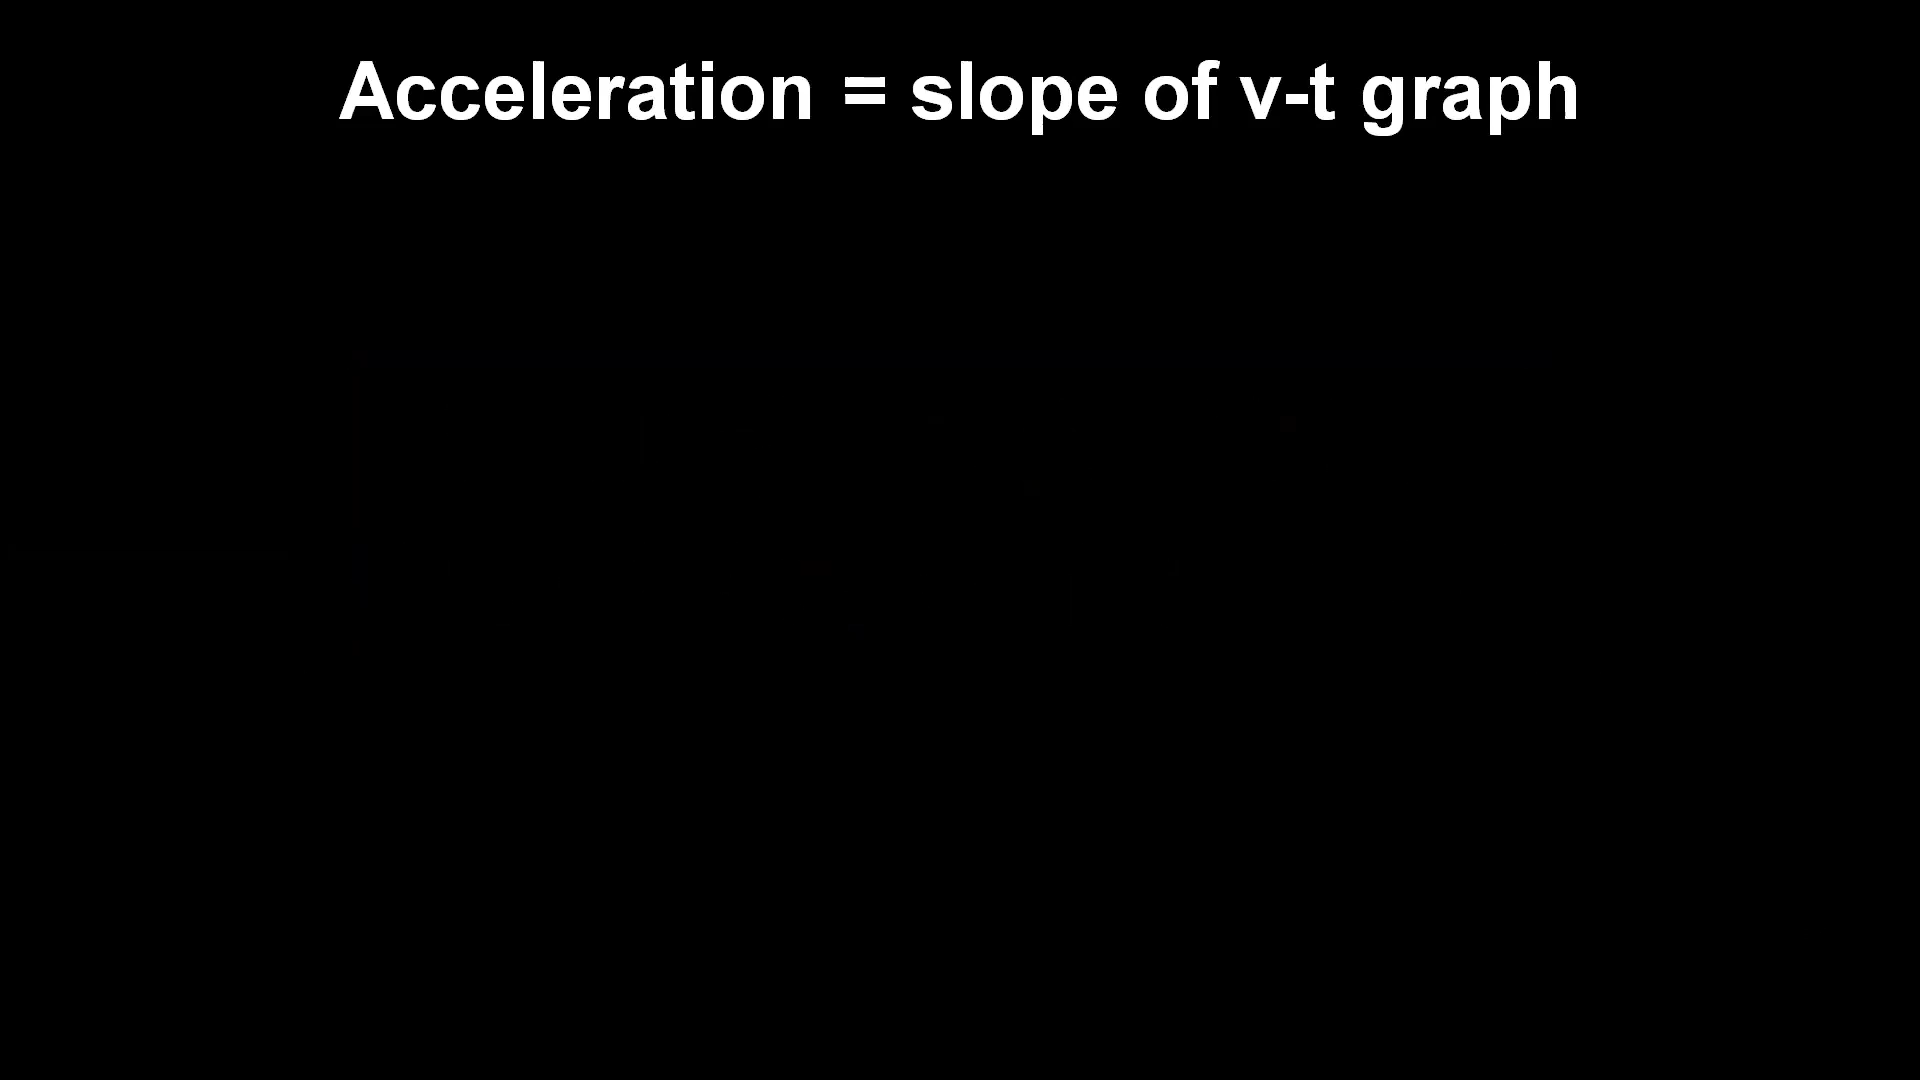 Acceleration = slope of v-t graph